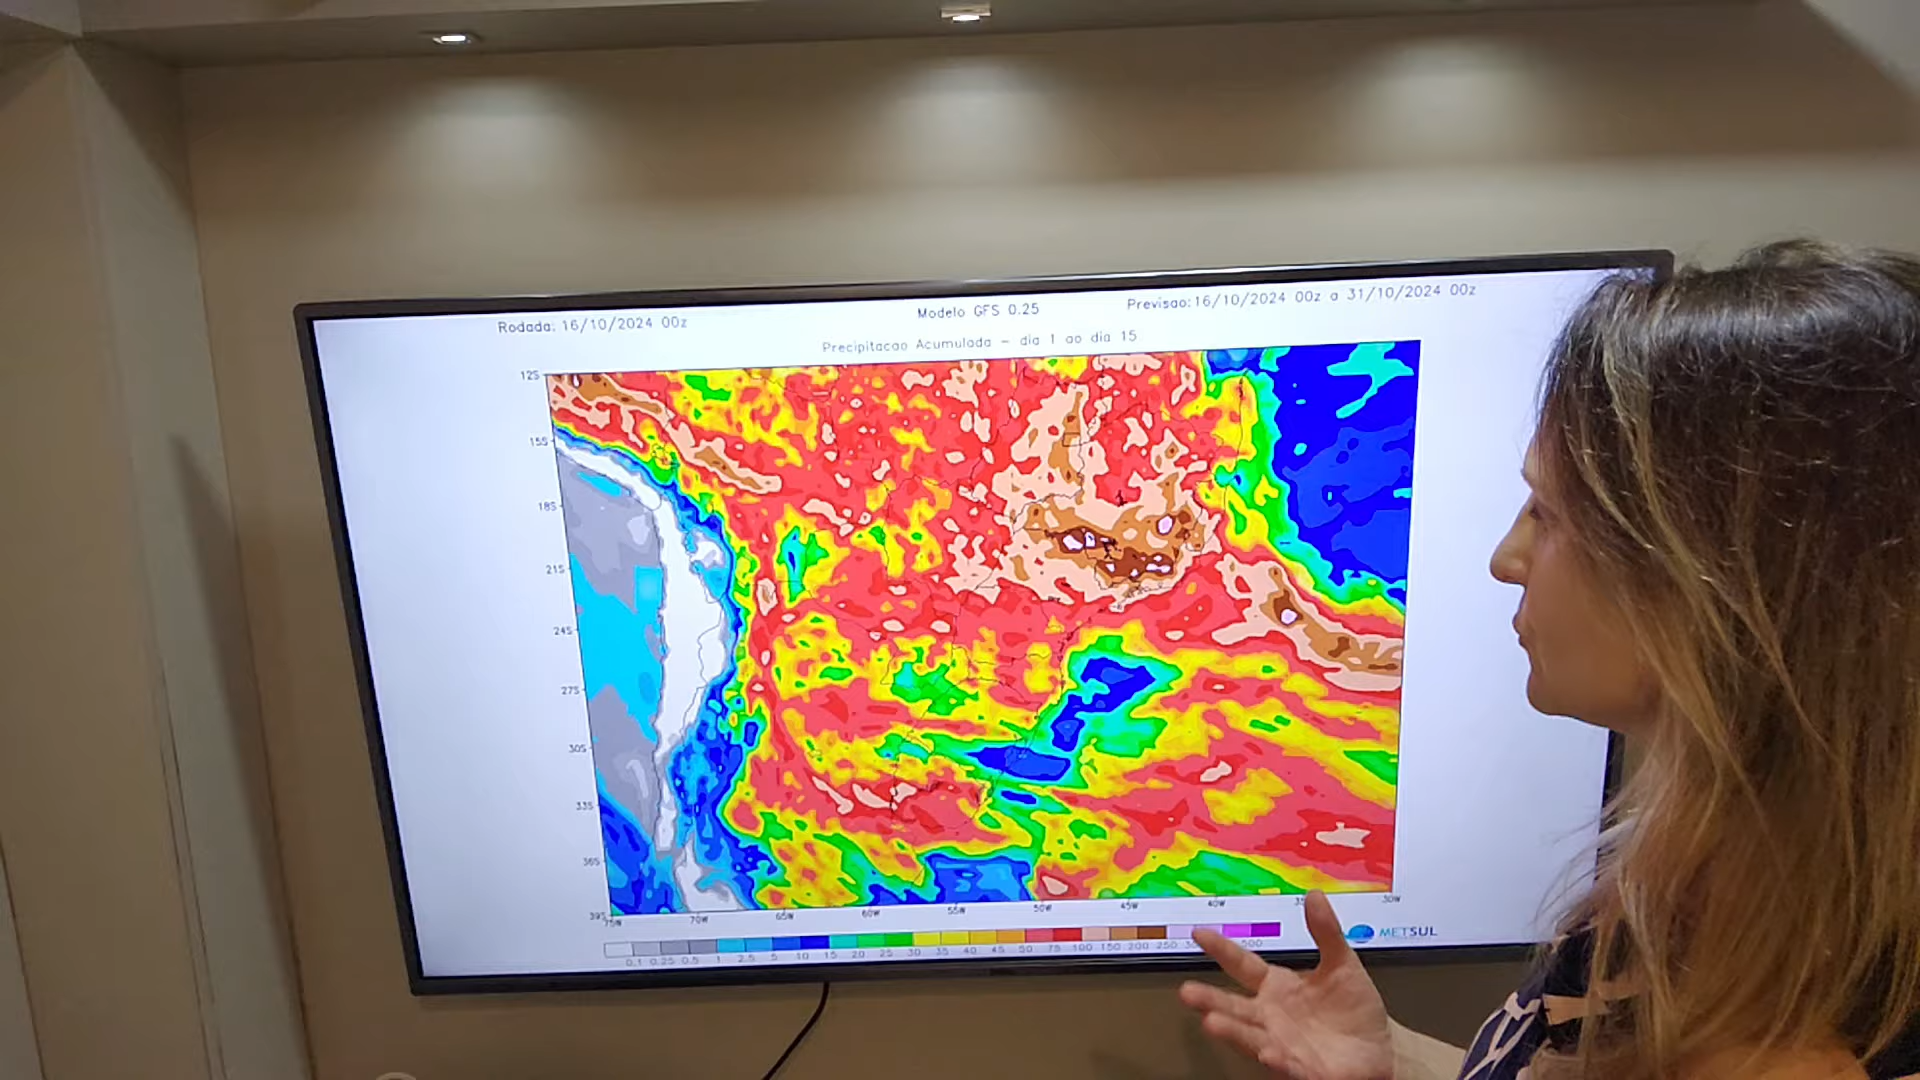 Rodada: 16/10/2024 00z
Modelo GFS 0.25
Previsao:16/10/2024 00z a 31/10/2024 00z
Precipitacao Acumulada - dia 1 ao dia 15
12S
15S
18S
21S
24S
27S
30S
33S
36S
39S
75W 70W 65W 60W 55W 50W 45W 40W 30W
0.1 0.25 0.5 1 2.5 5 10 15 20 25 30 35 40 45 50 75 100 150 200 250 500
METSUL